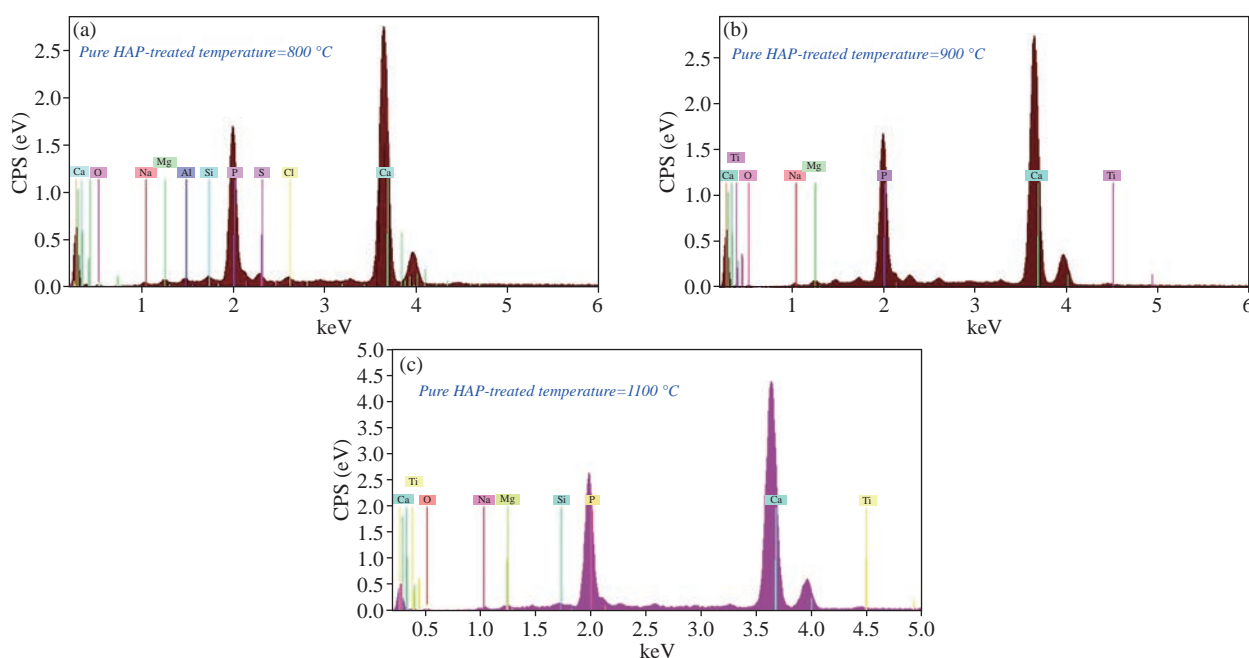 (a)
Pure HAP-treated temperature=800 °C
CPS (eV)
2.5
2.0
1.5
1.0
0.5
0.0
Mg
Ca O Na Al Si P S Cl Ca
1 2 3 4 5 6
keV
(b)
Pure HAP-treated temperature=900 °C
CPS (eV)
2.5
2.0
1.5
1.0
0.5
0.0
Ti
Mg
Ca O Na P Ca Ti
1 2 3 4 5 6
keV
(c)
Pure HAP-treated temperature=1100 °C
CPS (eV)
5.0
4.5
4.0
3.5
3.0
2.5
2.0
1.5
1.0
0.5
0.0
Ti
Ca O Na Mg Si P Ca Ti
0.5 1.0 1.5 2.0 2.5 3.0 3.5 4.0 4.5 5.0
keV